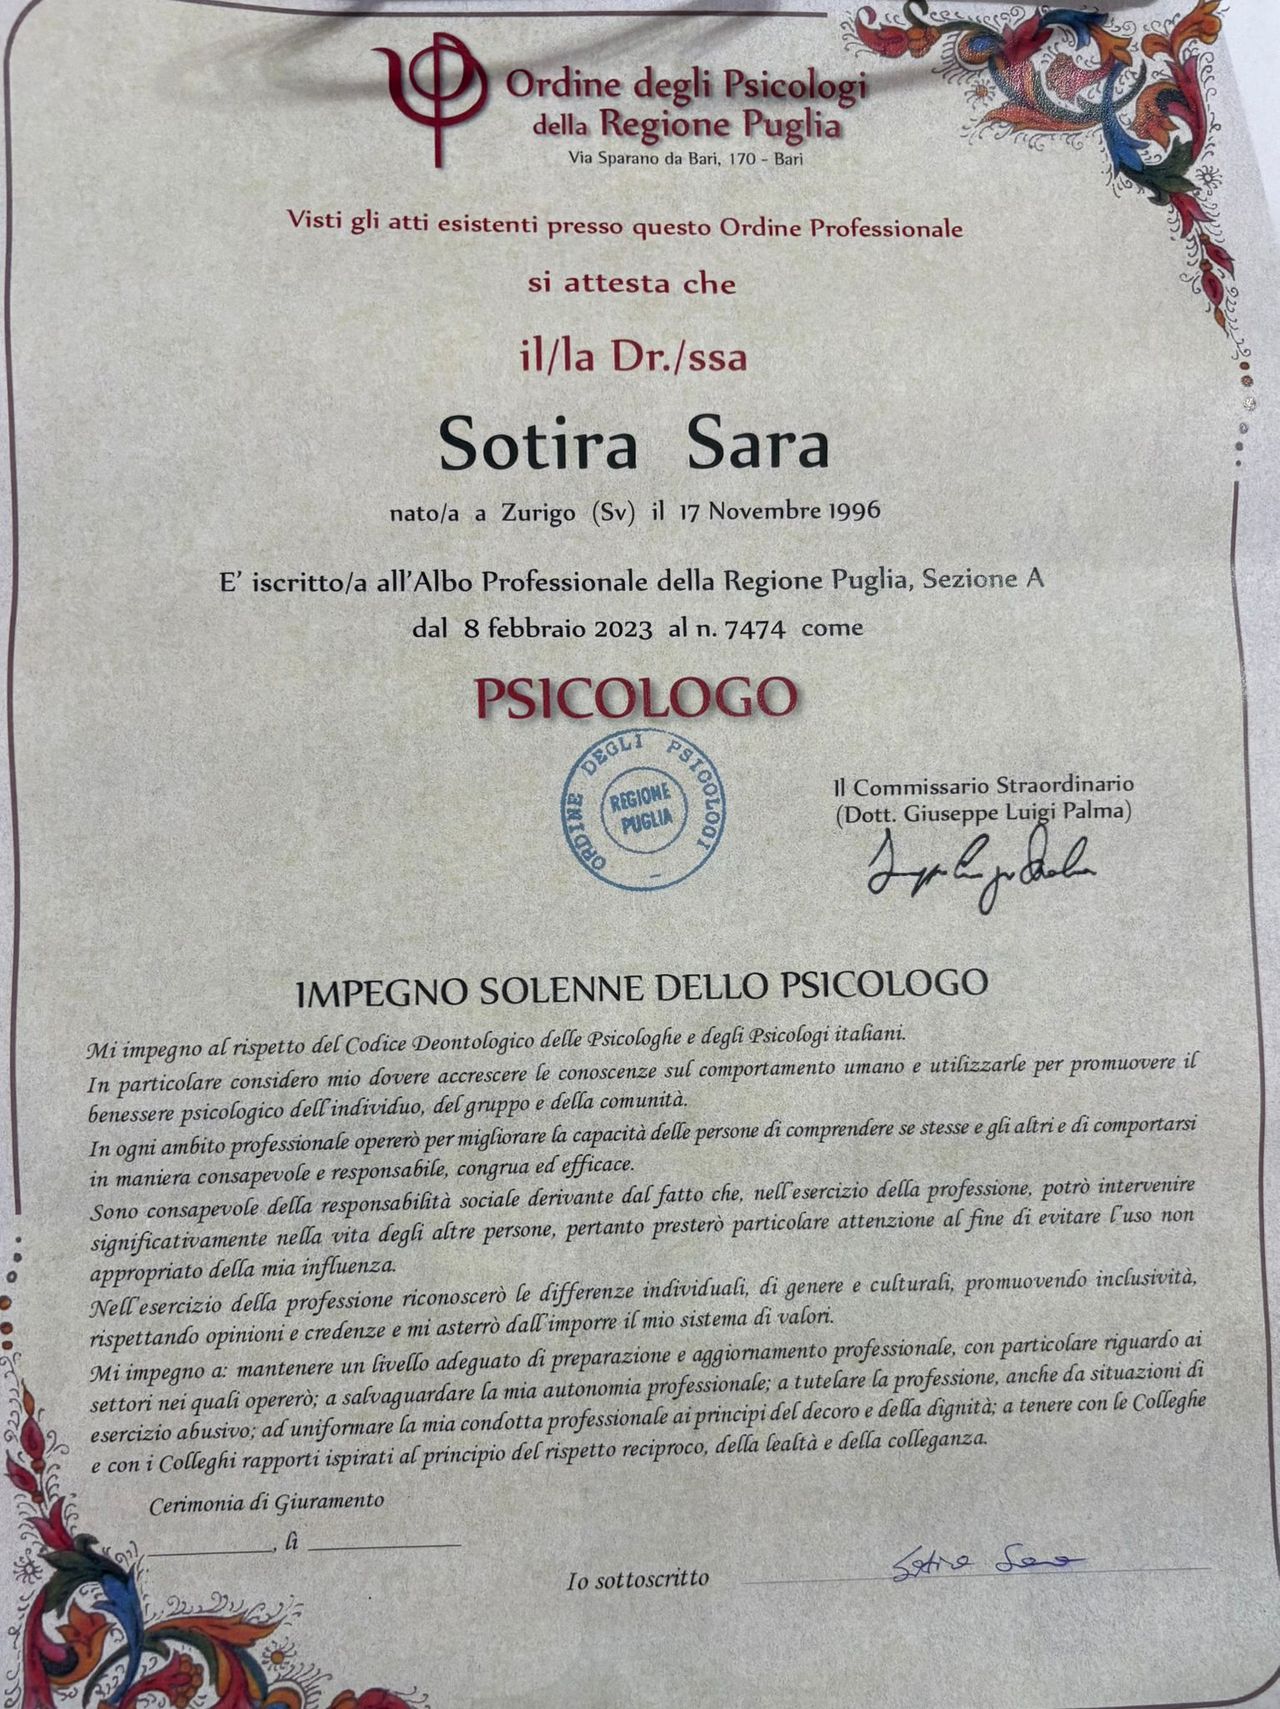 Ordine degli Psicologi
della Regione Puglia
Via Sparano da Bari, 170 - Bari
Visti gli atti esistenti presso questo Ordine Professionale
si attesta che
il/la Dr./ssa
Sotira Sara
nato/a a Zurigo (Sv) il 17 Novembre 1996
E' iscritto/a all'Albo Professionale della Regione Puglia, Sezione A
dal 8 febbraio 2023 al n. 7474 come
PSICOLOGO
ORDINE DEGLI PSICOLOGI
REGIONE
PUGLIA
Il Commissario Straordinario
(Dott. Giuseppe Luigi Palma)
IMPEGNO SOLENNE DELLO PSICOLOGO
Mi impegno al rispetto del Codice Deontologico delle Psicologhe e degli Psicologi italiani.
In particolare considero mio dovere accrescere le conoscenze sul comportamento umano e utilizzarle per promuovere il
benessere psicologico dell'individuo, del gruppo e della comunità.
In ogni ambito professionale opererò per migliorare la capacità delle persone di comprendere se stesse e gli altri e di comportarsi
in maniera consapevole e responsabile, congrua ed efficace.
Sono consapevole della responsabilità sociale derivante dal fatto che, nell'esercizio della professione, potrò intervenire
significativamente nella vita degli altre persone, pertanto presterò particolare attenzione al fine di evitare l'uso non
appropriato della mia influenza.
Nell'esercizio della professione riconoscerò le differenze individuali, di genere e culturali, promuovendo inclusività,
rispettando opinioni e credenze e mi asterrò dall'imporre il mio sistema di valori.
Mi impegno a: mantenere un livello adeguato di preparazione e aggiornamento professionale, con particolare riguardo ai
settori nei quali opererò; a salvaguardare la mia autonomia professionale; a tutelare la professione, anche da situazioni di
esercizio abusivo; ad uniformare la mia condotta professionale ai principi del decoro e della dignità; a tenere con le Colleghe
e con i Colleghi rapporti ispirati al principio del rispetto reciproco, della lealtà e della colleganza.
Cerimonia di Giuramento
, lì
Io sottoscritto Sotira Sara